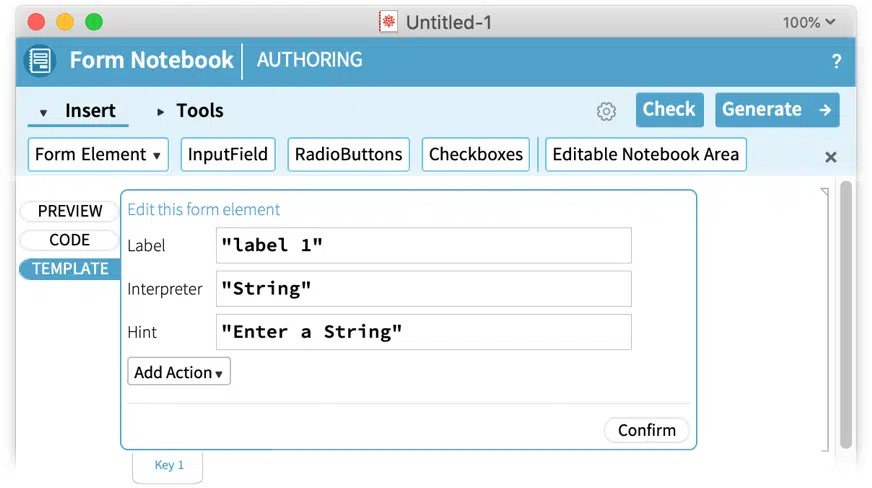 Untitled-1
100%
Form Notebook AUTHORING ?
Insert Tools Check Generate →
Form Element InputField RadioButtons Checkboxes Editable Notebook Area ×
PREVIEW
CODE
TEMPLATE
Edit this form element
Label "label 1"
Interpreter "String"
Hint "Enter a String"
Add Action
Confirm
Key 1